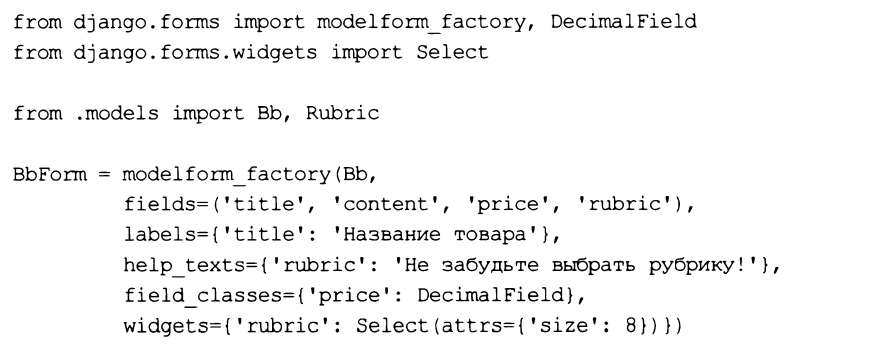 from django.forms import modelform_factory, DecimalField
from django.forms.widgets import Select
from .models import Bb, Rubric
BbForm = modelform_factory(Bb,
fields=('title', 'content', 'price', 'rubric'),
labels={'title': 'Название товара'},
help_texts={'rubric': 'Не забудьте выбрать рубрику!'},
field_classes={'price': DecimalField},
widgets={'rubric': Select(attrs={'size': 8})})